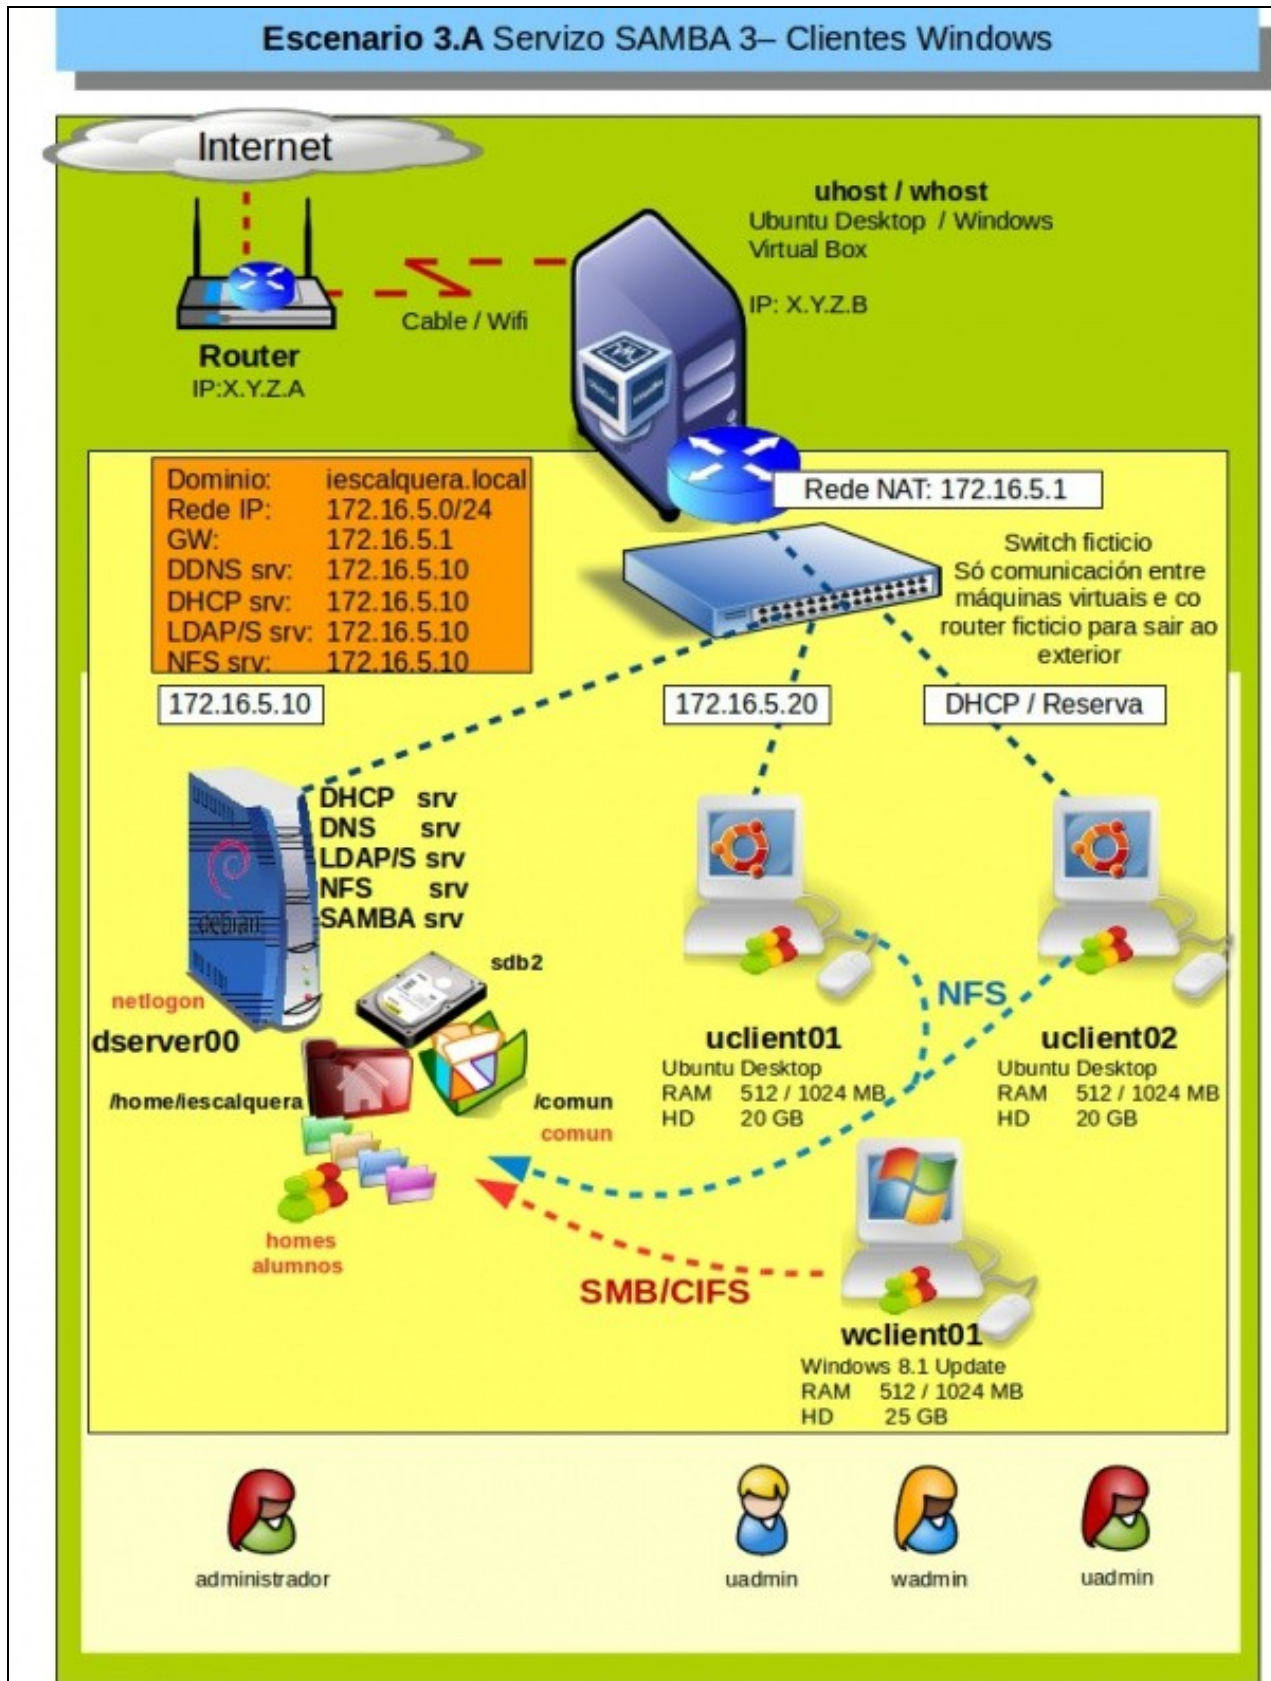 Escenario 3.A Servizo SAMBA 3– Clientes Windows
Internet
uhost / whost
Ubuntu Desktop / Windows
Virtual Box
IP: X.Y.Z.B
Cable / Wifi
Router
IP:X.Y.Z.A
Dominio: iescalquera.local
Rede IP: 172.16.5.0/24
GW: 172.16.5.1
DDNS srv: 172.16.5.10
DHCP srv: 172.16.5.10
LDAP/S srv: 172.16.5.10
NFS srv: 172.16.5.10
Rede NAT: 172.16.5.1
Switch ficticio
Só comunicación entre
máquinas virtuais e co
router ficticio para sair ao
exterior
172.16.5.10
172.16.5.20
DHCP / Reserva
DHCP srv
DNS srv
LDAP/S srv
NFS srv
SAMBA srv
debian
sdb2
netlogon
dserver00
/home/iescalquera
/comun
comun
homes
alumnos
NFS
uclient01
Ubuntu Desktop
RAM 512 / 1024 MB
HD 20 GB
uclient02
Ubuntu Desktop
RAM 512 / 1024 MB
HD 20 GB
SMB/CIFS
wclient01
Windows 8.1 Update
RAM 512 / 1024 MB
HD 25 GB
administrador
uadmin
wadmin
uadmin